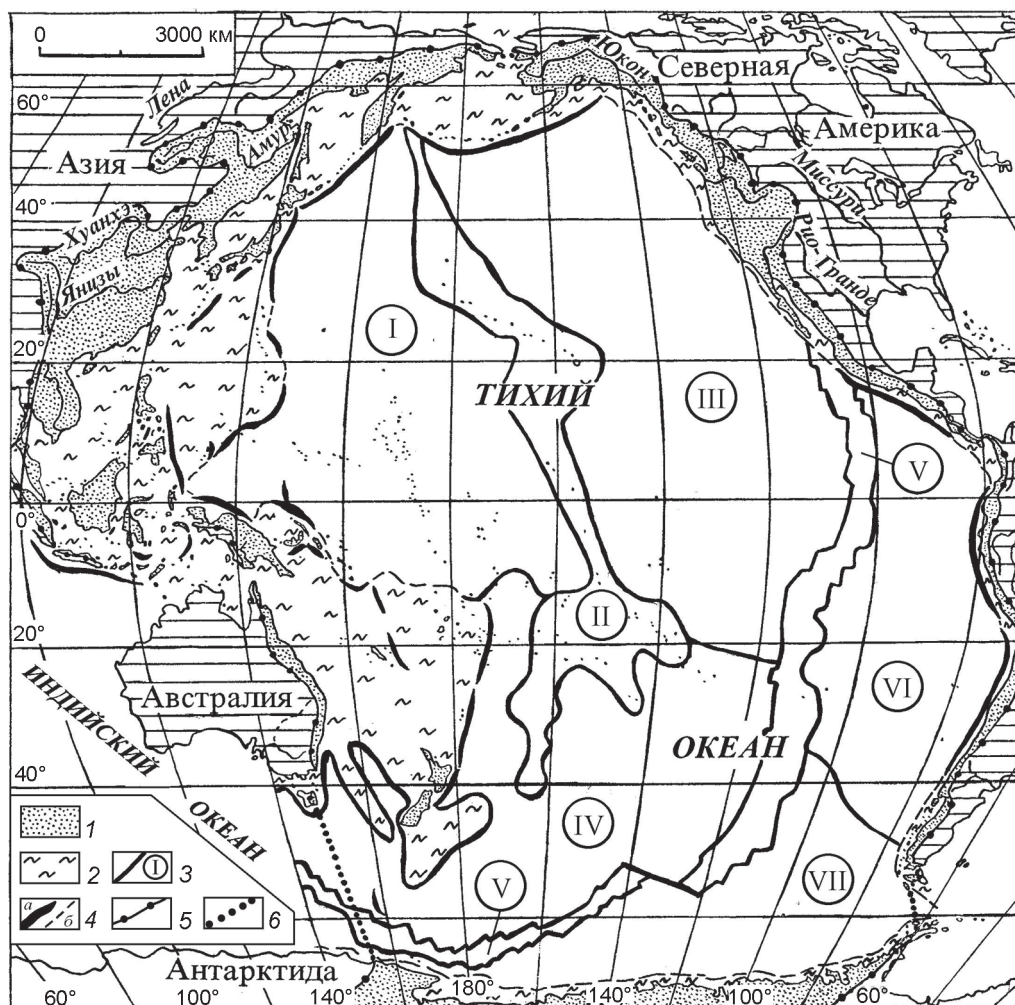 0 3000 км
Юкон
Северная
60°
Лена
Америка
Азия
Амур
Миссури
40°
Хуанхэ
Рио-Гранде
Янцзы
I
20°
ТИХИЙ
III
V
0°
II
20°
ИНДИЙСКИЙ
Австралия
VI
ОКЕАН
40°
ОКЕАН
1
IV
2
I
3
V
VII
а
б
4
5
6
Антарктида
60° 100° 140° 180° 140° 100° 60°